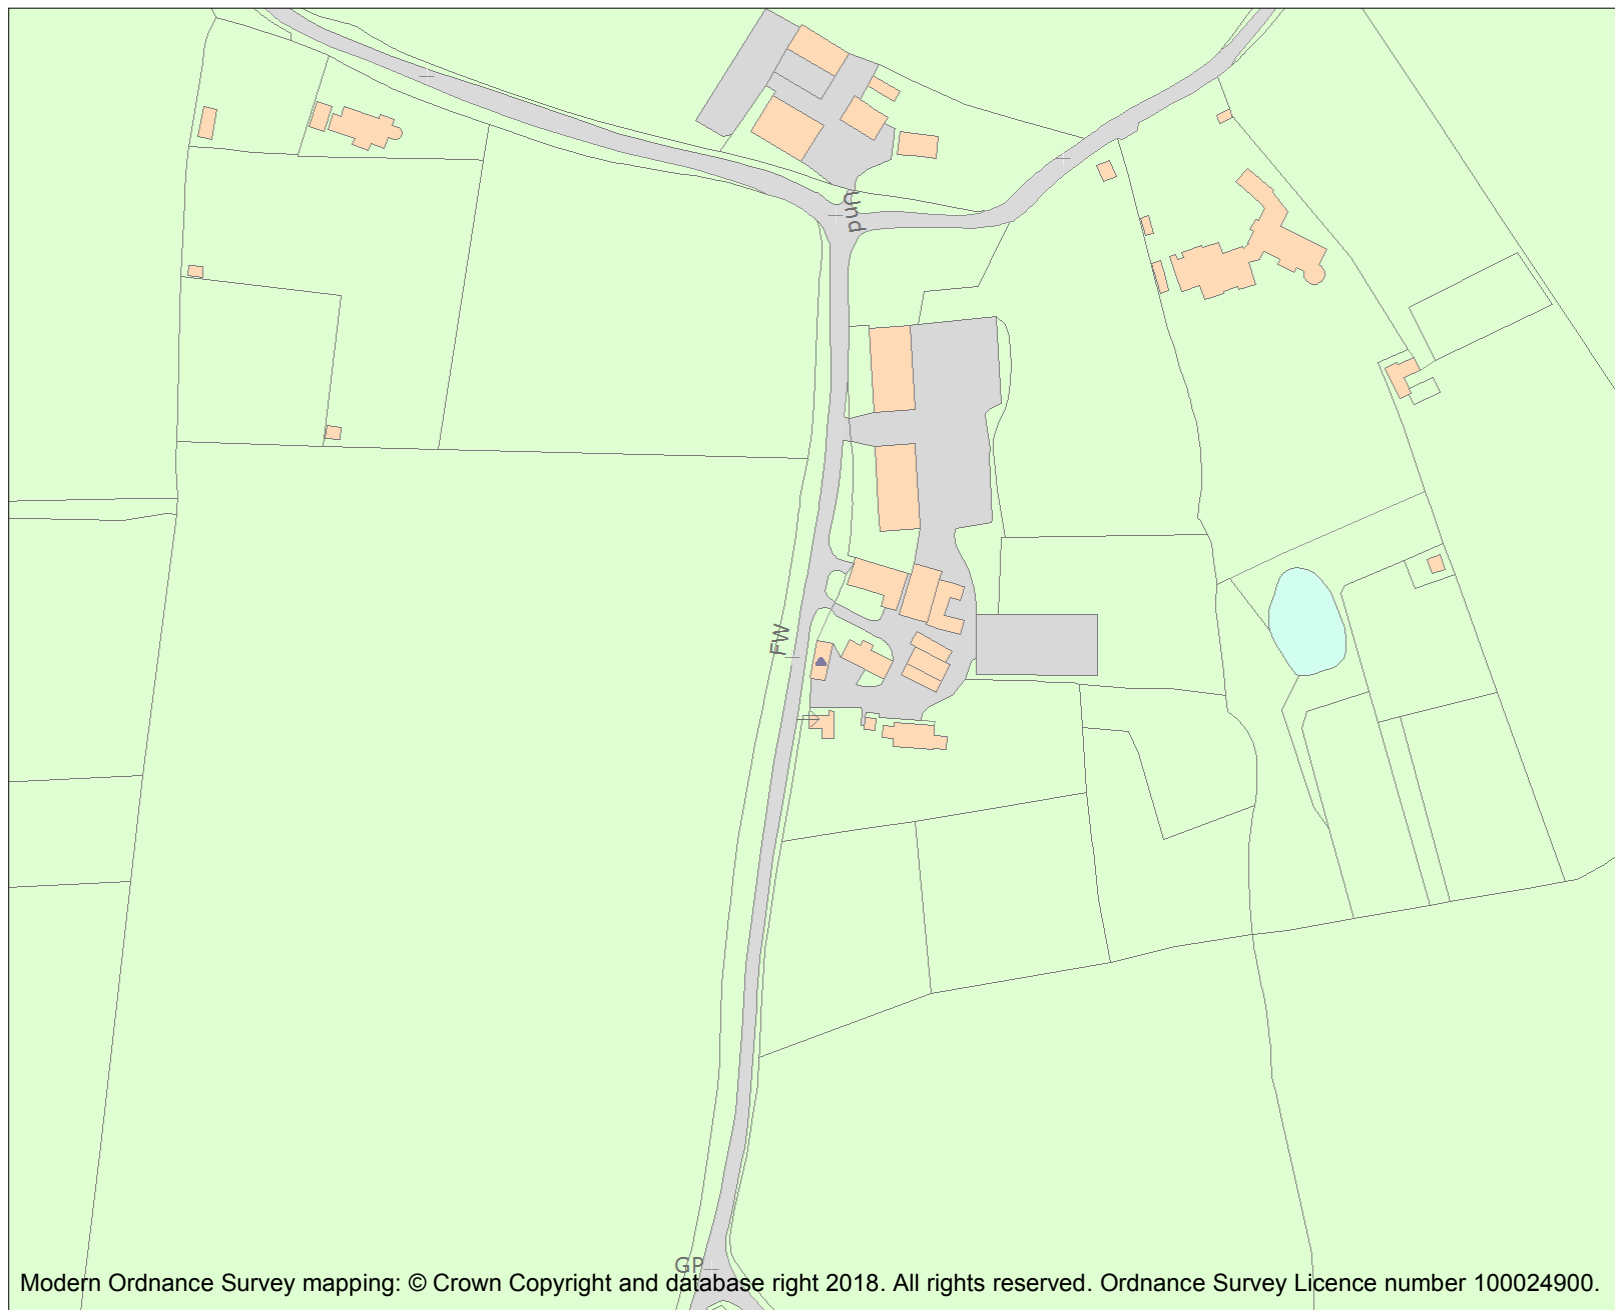 Und
FW
GP
Modern Ordnance Survey mapping: © Crown Copyright and database right 2018. All rights reserved. Ordnance Survey Licence number 100024900.